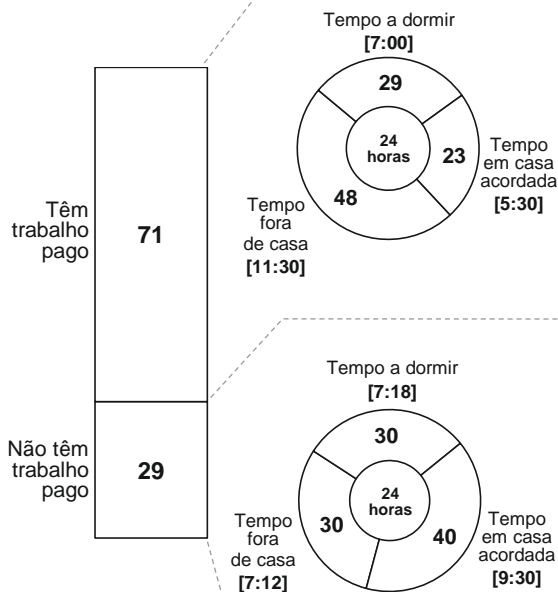 Tempo a dormir
[7:00]
29
24
horas
23
Tempo
em casa
acordada
[5:30]
48
Tempo
fora
de casa
[11:30]
Têm
trabalho
pago
71
Tempo a dormir
[7:18]
30
24
horas
30
40
Tempo
fora
de casa
[7:12]
Tempo
em casa
acordada
[9:30]
Não têm
trabalho
pago
29